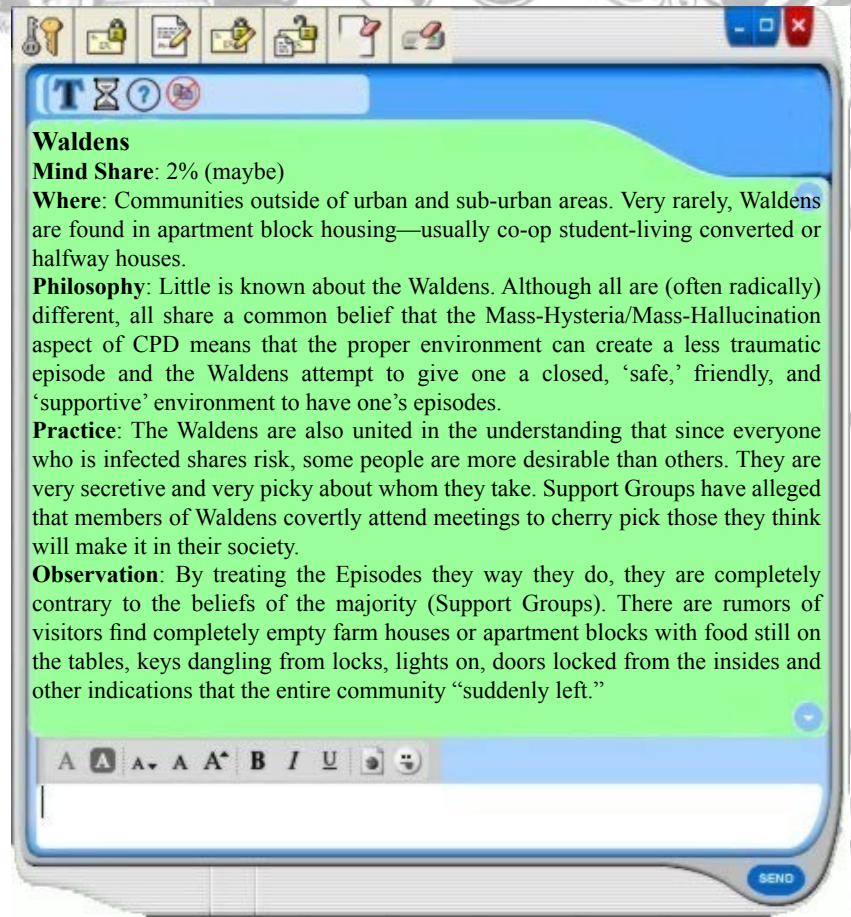 T ?
Waldens
Mind Share: 2% (maybe)
Where: Communities outside of urban and sub-urban areas. Very rarely, Waldens
are found in apartment block housing—usually co-op student-living converted or
halfway houses.
Philosophy: Little is known about the Waldens. Although all are (often radically)
different, all share a common belief that the Mass-Hysteria/Mass-Hallucination
aspect of CPD means that the proper environment can create a less traumatic
episode and the Waldens attempt to give one a closed, ‘safe,’ friendly, and
‘supportive’ environment to have one’s episodes.
Practice: The Waldens are also united in the understanding that since everyone
who is infected shares risk, some people are more desirable than others. They are
very secretive and very picky about whom they take. Support Groups have alleged
that members of Waldens covertly attend meetings to cherry pick those they think
will make it in their society.
Observation: By treating the Episodes they way they do, they are completely
contrary to the beliefs of the majority (Support Groups). There are rumors of
visitors find completely empty farm houses or apartment blocks with food still on
the tables, keys dangling from locks, lights on, doors locked from the insides and
other indications that the entire community “suddenly left.”
A A A A A B I U
SEND